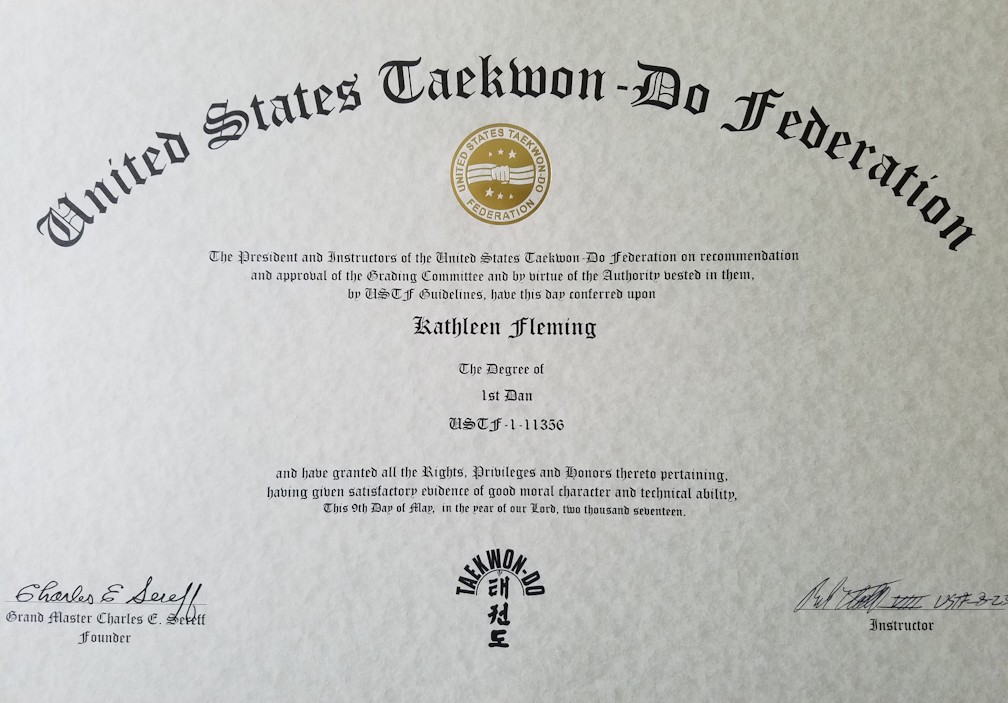 United States Taekwon-Do Federation
UNITED STATES TAEKWON-DO
FEDERATION
The President and Instructors of the United States Taekwon-Do Federation on recommendation
and approval of the Grading Committee and by virtue of the Authority vested in them,
by USTF Guidelines, have this day conferred upon
Kathleen Fleming
The Degree of
1st Dan
USTF-1-11356
and have granted all the Rights, Privileges and Honors thereto pertaining,
having given satisfactory evidence of good moral character and technical ability,
This 9th Day of May, in the year of our Lord, two thousand seventeen.
TAEKWON-DO
태
권
도
Charles E Sereff
Grand Master Charles E. Sereff
Founder
VIII
Instructor